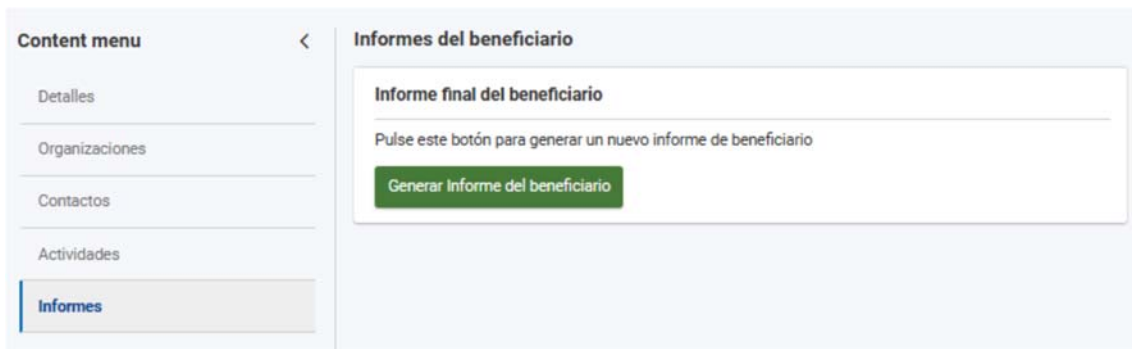 Content menu
Detalles
Organizaciones
Contactos
Actividades
Informes
Informes del beneficiario
Informe final del beneficiario
Pulse este botón para generar un nuevo informe de beneficiario
Generar Informe del beneficiario